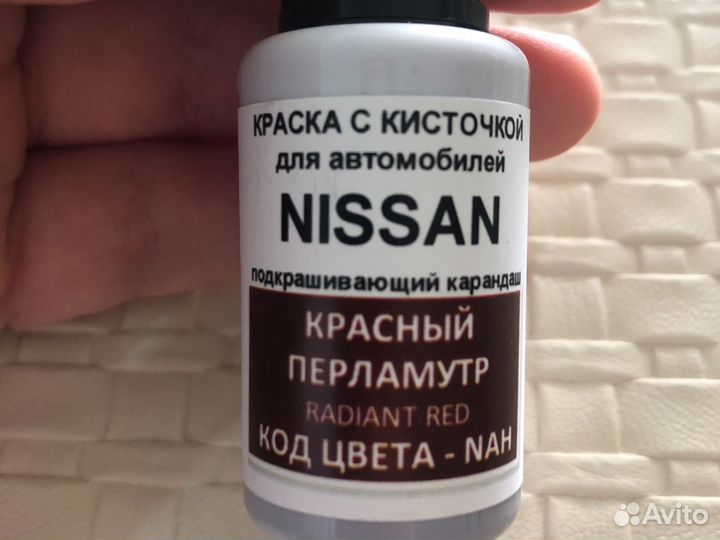 КРАСКА С КИСТОЧКОЙ
для автомобилей
NISSAN
подкрашивающий карандаш
КРАСНЫЙ
ПЕРЛАМУТР
RADIANT RED
КОД ЦВЕТА - NAH
Avito